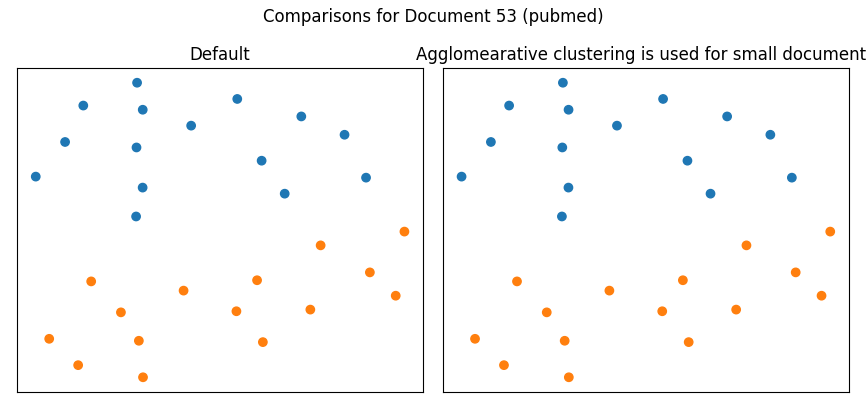 Comparisons for Document 53 (pubmed)
Default
Agglomearative clustering is used for small document